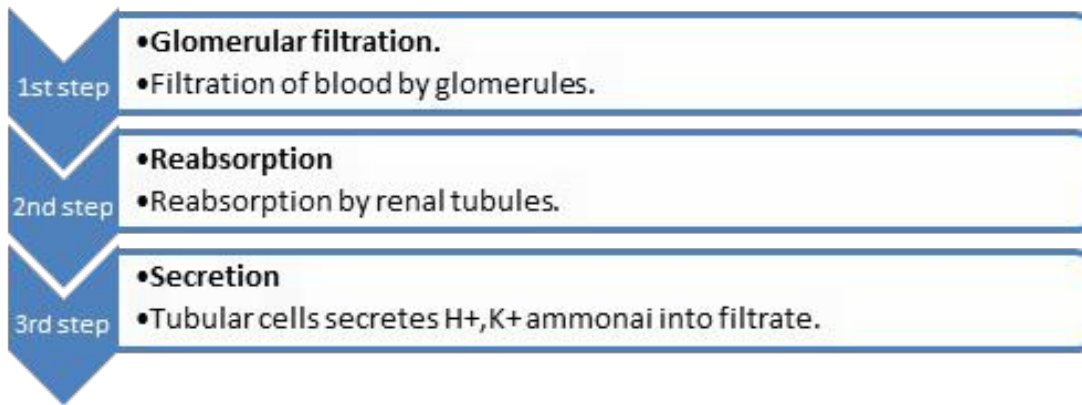 1st step
•Glomerular filtration.
•Filtration of blood by glomerules.
2nd step
•Reabsorption
•Reabsorption by renal tubules.
3rd step
•Secretion
•Tubular cells secretes H+,K+ ammonai into filtrate.